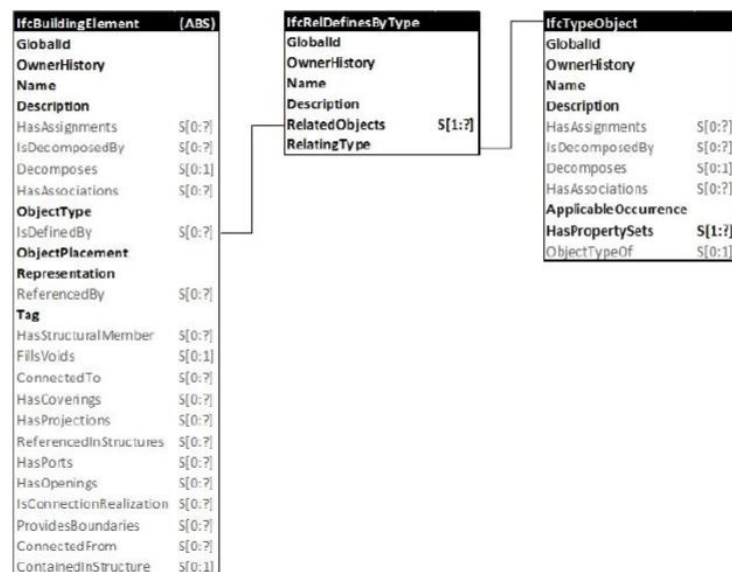 IfcBuildingElement (ABS)
GlobalId
OwnerHistory
Name
Description
HasAssignments S[0:?]
IsDecomposedBy S[0:?]
Decomposes S[0:1]
HasAssociations S[0:?]
ObjectType
IsDefinedBy S[0:?]
ObjectPlacement
Representation
ReferencedBy S[0:?]
Tag
HasStructuralMember S[0:?]
FillsVoids S[0:1]
ConnectedTo S[0:?]
HasCoverings S[0:?]
HasProjections S[0:?]
ReferencedInStructures S[0:?]
HasPorts S[0:?]
HasOpenings S[0:?]
IsConnectionRealization S[0:?]
ProvidesBoundaries S[0:?]
ConnectedFrom S[0:?]
ContainedInStructure S[0:1]
IfcRelDefinesByType
GlobalId
OwnerHistory
Name
Description
RelatedObjects S[1:?]
RelatingType
IfcTypeObject
GlobalId
OwnerHistory
Name
Description
HasAssignments S[0:?]
IsDecomposedBy S[0:?]
Decomposes S[0:1]
HasAssociations S[0:?]
ApplicableOccurrence
HasPropertySets S[1:?]
ObjectTypeOf S[0:1]